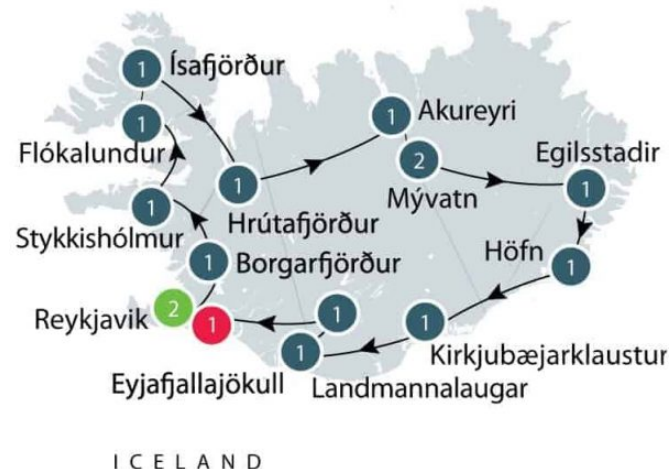 1 Ísafjörður
1 Akureyri
1
Flókalundur
2
Mývatn
Egilsstadir
1
1
Hrútafjörður
1
Stykkishólmur
1 Borgarfjörður
Höfn 1
Reykjavik 2
1
1
1
Kirkjubæjarklaustur
1
Eyjafjallajökull
Landmannalaugar
ICELAND